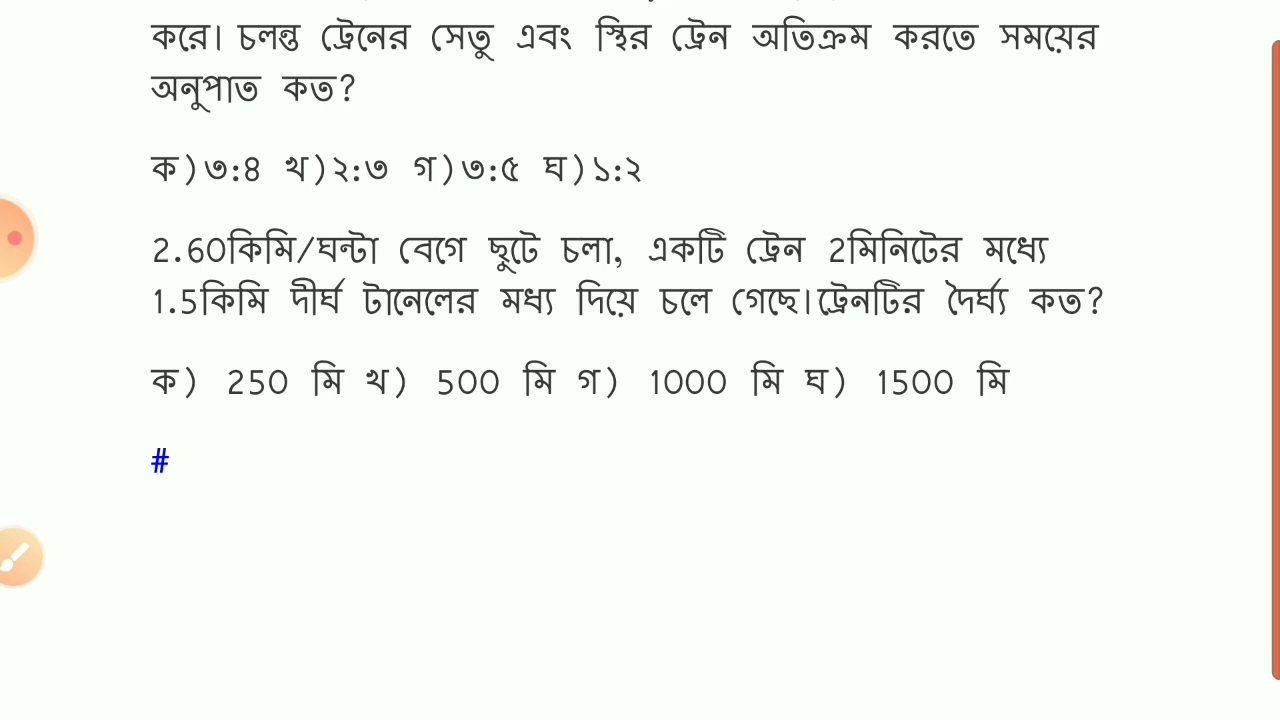 করে। চলন্ত ট্রেনের সেতু এবং স্থির ট্রেন অতিক্রম করতে সময়ের
অনুপাত কত?
ক)৩:৪ খ)২:৩ গ)৩:৫ ঘ)১:২
2.60কিমি/ঘন্টা বেগে ছুটে চলা, একটি ট্রেন 2মিনিটের মধ্যে
1.5কিমি দীর্ঘ টানেলের মধ্য দিয়ে চলে গেছে।ট্রেনটির দৈর্ঘ্য কত?
ক) 250 মি খ) 500 মি গ) 1000 মি ঘ) 1500 মি
#